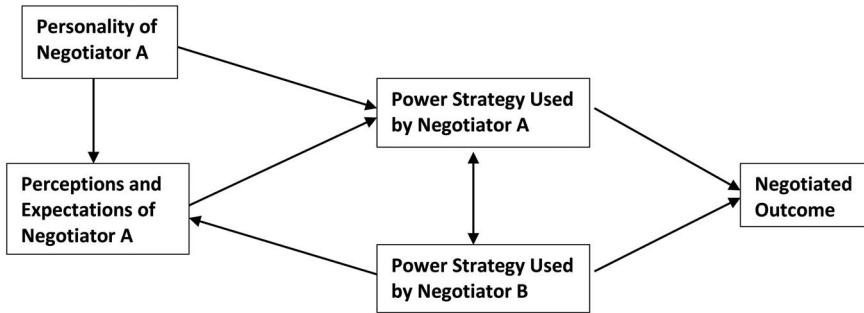 Personality of
Negotiator A
Power Strategy Used
by Negotiator A
Perceptions and
Expectations of
Negotiator A
Negotiated
Outcome
Power Strategy Used
by Negotiator B